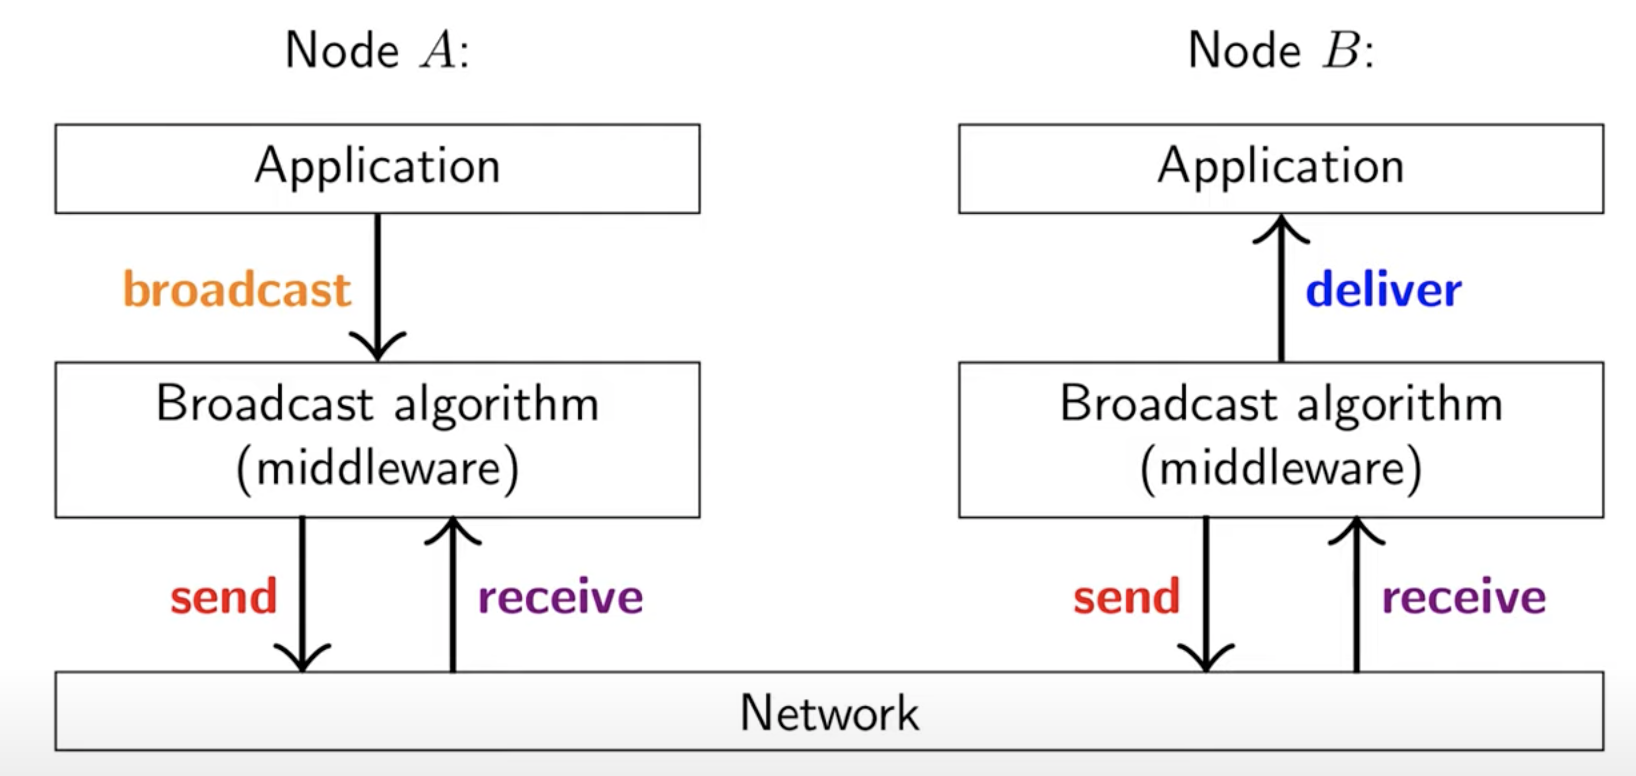 Node A:
Node B:
Application
Application
broadcast
deliver
Broadcast algorithm
(middleware)
Broadcast algorithm
(middleware)
send
receive
send
receive
Network